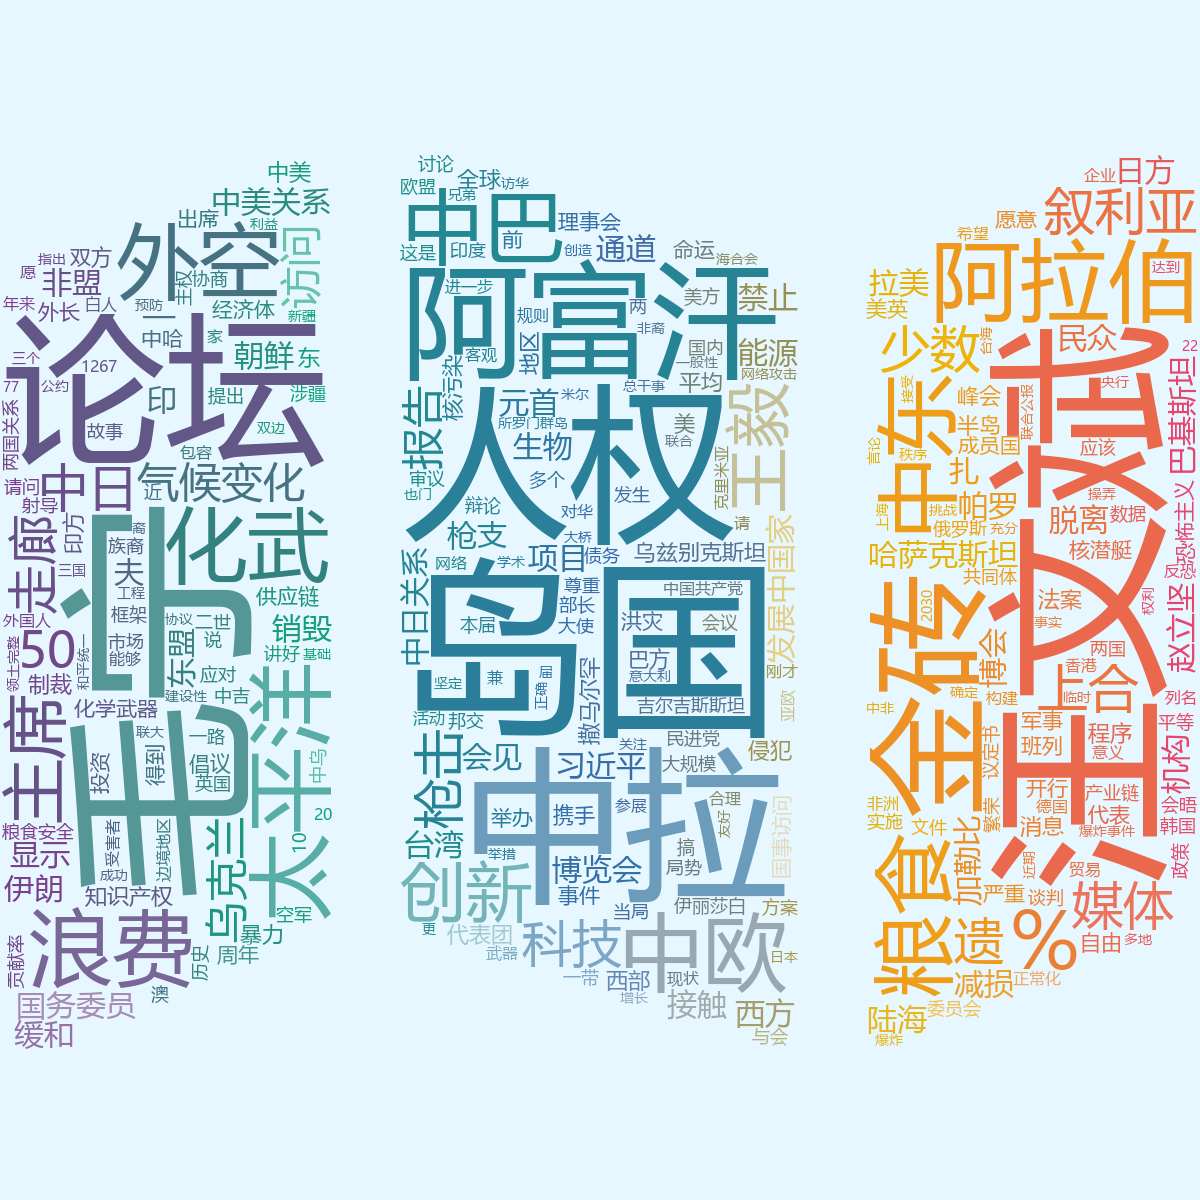 中美
中美关系
出席
利益
指出
双方
外空
访问
愿
非盟
主权
协商
年来
白人
预防
外长
一
经济体
新疆
论坛
中哈
家
三个
1267
朝鲜
东
77
公约
印
提出
涉疆
两国关系
故事
双边
包容
请问
中日
近
气候变化
射导
走廊
印方
裔
族裔
化武
海
三国
夫
工程
供应链
外国人
框架
协议
二世
销毁
50
市场
能够
东盟
说
讲好
基础
领土完整
和平统一
制裁
应对
建设性
中吉
化学武器
主席
毛
联大
一路
太平洋
投资
得到
倡议
英国
中乌
20
粮食安全
受害者
边境地区
乌克兰
10
显示
成功
伊朗
知识产权
空军
浪费
暴力
贡献率
历史
周年
澳
国务委员
缓和
讨论
全球
访华
欧盟
兄弟
中巴
理事会
前
这是
印度
创造
通道
命运
海合会
阿富汗
进一步
两
美方
禁止
规则
非裔
客观
地区
国内
能源
一般性
网络攻击
报告
核污染
元首
米尔
总干事
平均
王毅
人权
所罗门群岛
美
生物
联合
审议
多个
克里米亚
也门
辩论
发生
对华
请
枪支
大桥
发展中国家
网络
学术
项目
债务
乌兹别克斯坦
中日关系
岛国
尊重
中国共产党
部长
本届
大使
洪灾
会议
巴方
刚才
坚定
兼
届
正确
意大利
撒马尔罕
吉尔吉斯斯坦
亚欧
活动
邦交
枪击
会见
关注
民进党
侵犯
习近平
大规模
申拉
举办
携手
参展
合理
友好
国事访问
台湾
举措
搞
局势
创新
博览会
事件
伊丽莎白
方案
当局
更
代表团
科技
中欧
武器
日本
一带
西部
现状
增长
接触
西方
与会
企业
日方
愿意
叙利亚
希望
阿拉伯
达到
拉美
美英
少数
台海
民众
22
接受
峰会
联合公报
央行
巴基斯坦
中东
半岛
反对
言论
秩序
成员国
应该
扎
操弄
恐怖主义
上海
挑战
帕罗
脱离
数据
俄罗斯
充分
哈萨克斯坦
核潜艇
共同体
反恐
金砖
2030
法案
权利
事实
汶
博会
两国
赵立坚
香港
上合
确定
构建
临时
列名
中非
军事
程序
平等
议定书
班列
意义
机构
注
开行
产业链
非洲
繁荣
德国
代表
会晤
实施
文件
消息
爆炸事件
韩国
粮食
加勒比
近期
贸易
政策
严重
谈判
媒体
遗
%
自由
多地
减损
正常化
陆海
委员会
爆炸